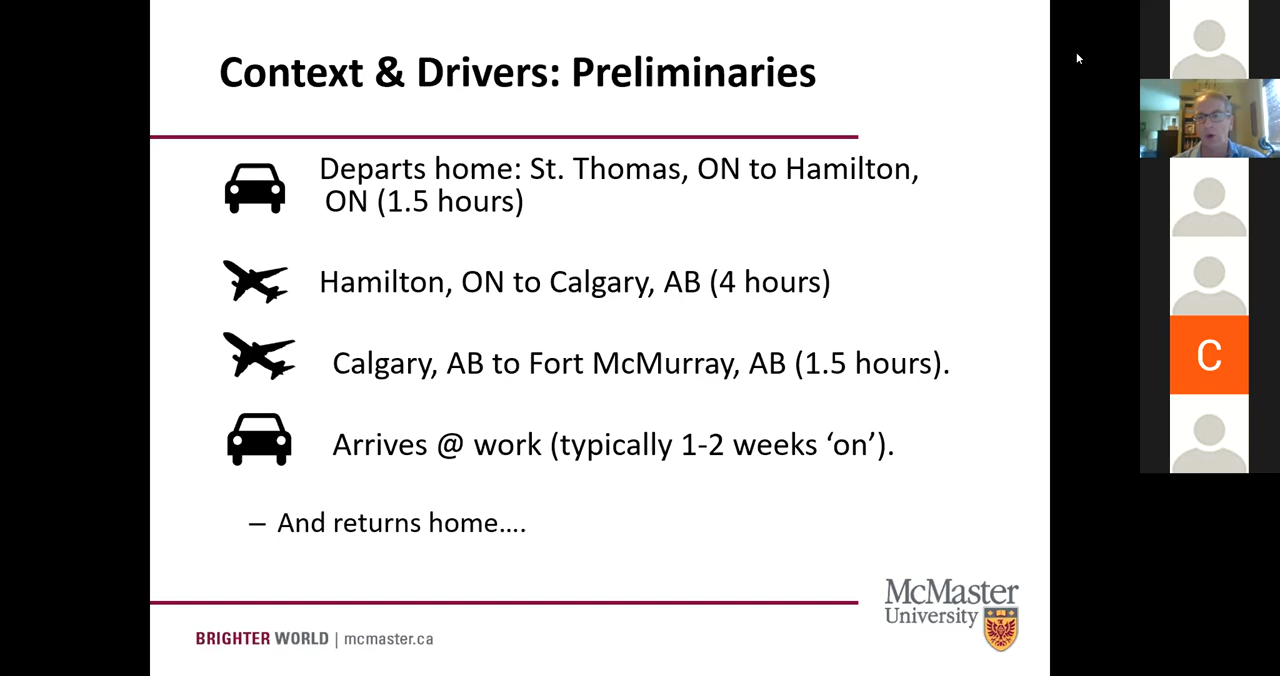 Context & Drivers: Preliminaries
Departs home: St. Thomas, ON to Hamilton,
ON (1.5 hours)
Hamilton, ON to Calgary, AB (4 hours)
Calgary, AB to Fort McMurray, AB (1.5 hours).
Arrives @ work (typically 1-2 weeks ‘on’).
– And returns home....
McMaster
University
BRIGHTER WORLD | mcmaster.ca
C